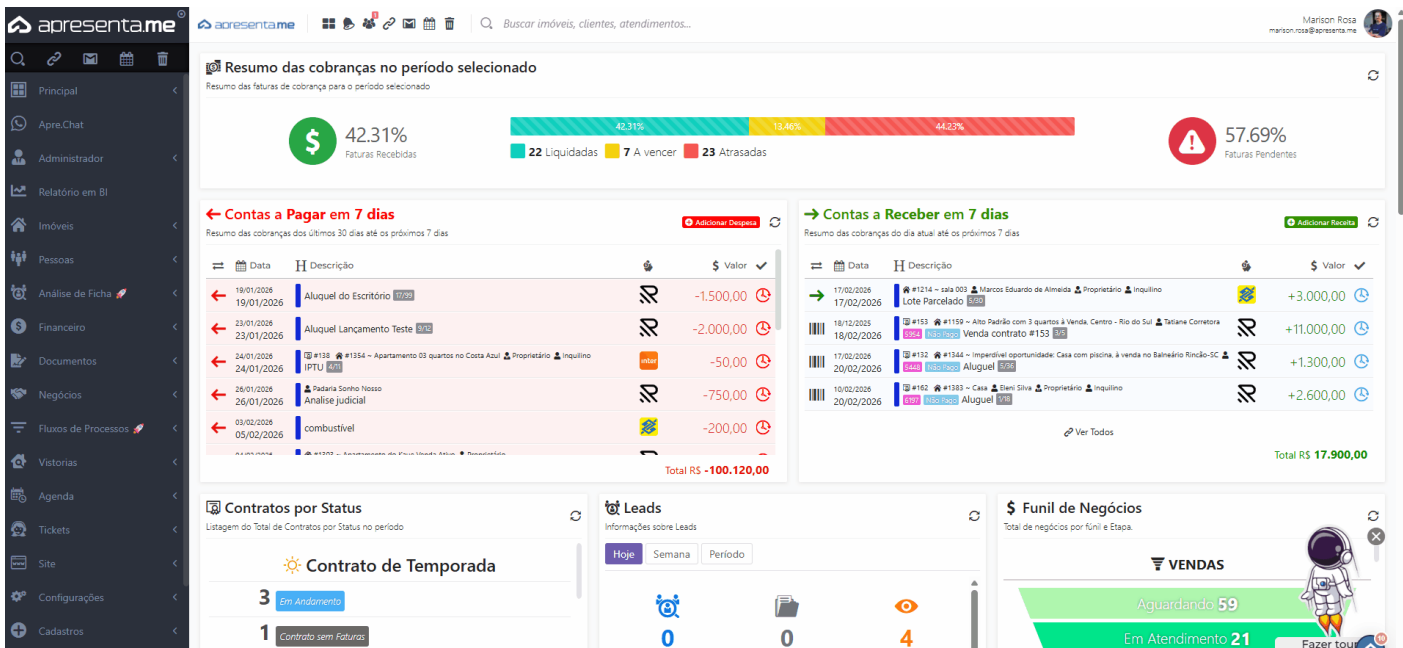 apresenta.me
Principal
Apre.Chat
Administrador
Relatório em BI
Imóveis
Pessoas
Análise de Ficha
Financeiro
Documentos
Negócios
Fluxos de Processos
Vistorias
Agenda
Tickets
Site
Configurações
Cadastros
apresenta.me
Buscar imóveis, clientes, atendimentos...
Marison Rosa
marison.rosa@apresenta.me
Resumo das cobranças no período selecionado
Resumo das faturas de cobrança para o período selecionado
42.31%
Faturas Recebidas
42.31% 13.46% 44.23%
22 Liquidadas 7 A vencer 23 Atrasadas
57.69%
Faturas Pendentes
Contas a Pagar em 7 dias
Resumo das cobranças dos últimos 30 dias até os próximos 7 dias
Adicionar Despesa
Data Descrição $ Valor
19/01/2026
19/01/2026 Aluquel do Escritório 17/99 -1.500,00
23/01/2026
23/01/2026 Aluquel Lançamento Teste 9/12 -2.000,00
24/01/2026 #138 #1354 ~ Apartamento 03 quartos no Costa Azul Proprietário Inquilino
24/01/2026 IPTU 4/11 inter -50,00
26/01/2026 Padaria Sonho Nosso
26/01/2026 Analise judicial -750,00
03/02/2026
05/02/2026 combustível -200,00
Total R$ -100.120,00
Contas a Receber em 7 dias
Resumo das cobranças do dia atual até os próximos 7 dias
Adicionar Receita
Data Descrição $ Valor
17/02/2026 #1214 ~ sala 003 Marcos Eduardo de Almeida Proprietário Inquilino
17/02/2026 Lote Parcelado 5/30 +3.000,00
18/12/2025 #153 #1159 ~ Alto Padrão com 3 quartos à Venda, Centro - Rio do Sul Tatiane Corretora
18/02/2026 5954 Não Pago Venda contrato #153 3/5 +11.000,00
17/02/2026 #132 #1344 ~ Imperdível oportunidade: Casa com piscina, à venda no Balneário Rincão-SC
20/02/2026 5448 Não Pago Aluguel 5/36 +1.300,00
10/02/2026 #162 #1383 ~ Casa Eleni Silva Proprietário Inquilino
20/02/2026 6197 Não Pago Aluguel 1/18 +2.600,00
Ver Todos
Total R$ 17.900,00
Contratos por Status
Listagem do Total de Contratos por Status no período
Contrato de Temporada
3 Em Andamento
1 Contrato sem Faturas
Leads
Informações sobre Leads
Hoje Semana Período
0 0 4
$ Funil de Negócios
Total de negócios por fúnil e Etapa.
VENDAS
Aguardando 59
Em Atendimento 21
Fazer tour
10